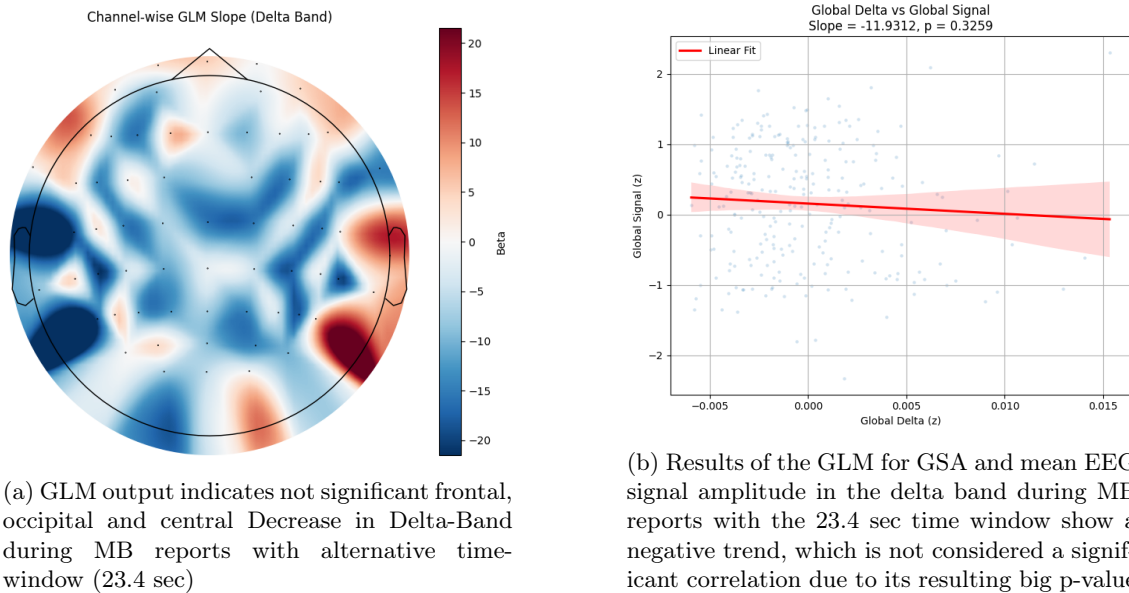 Channel-wise GLM Slope (Delta Band)
20
15
10
5
0
−5
−10
−15
−20
Beta
(a) GLM output indicates not significant frontal,
occipital and central Decrease in Delta-Band
during MB reports with alternative time-
window (23.4 sec)
Global Delta vs Global Signal
Slope = -11.9312, p = 0.3259
Linear Fit
2
1
0
−1
−2
Global Signal (z)
−0.005
0.000
0.005
0.010
0.015
Global Delta (z)
(b) Results of the GLM for GSA and mean EEG
signal amplitude in the delta band during MB
reports with the 23.4 sec time window show a
negative trend, which is not considered a signif-
icant correlation due to its resulting big p-value